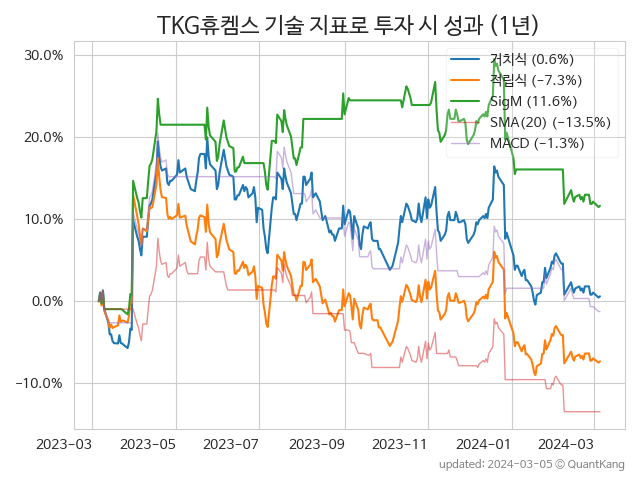 TKG휴켐스 기술 지표로 투자 시 성과 (1년)
30.0%
20.0%
10.0%
0.0%
−10.0%
거치식 (0.6%)
적립식 (−7.3%)
SigM (11.6%)
SMA(20) (−13.5%)
MACD (−1.3%)
2023−03
2023−05
2023−07
2023−09
2023−11
2024−01
2024−03
updated: 2024−03−05 ⓒ QuantKang